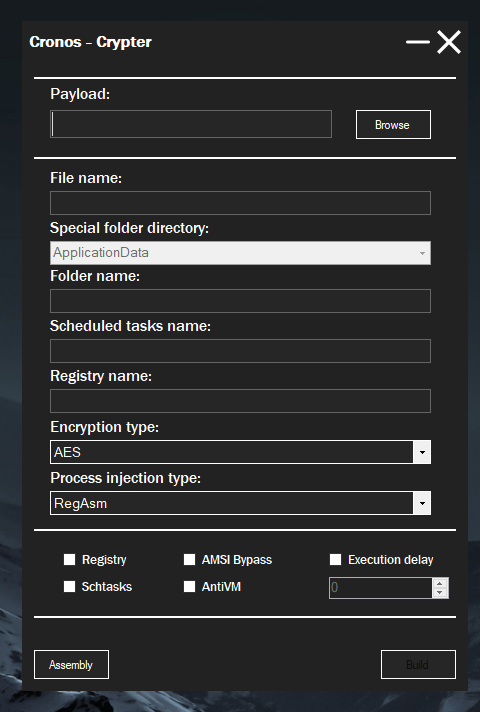 Cronos - Crypter
Payload:
Browse
File name:
Special folder directory:
ApplicationData
Folder name:
Scheduled tasks name:
Registry name:
Encryption type:
AES
Process injection type:
RegAsm
Registry AMSI Bypass Execution delay
Schtasks AntiVM 0
Assembly Build